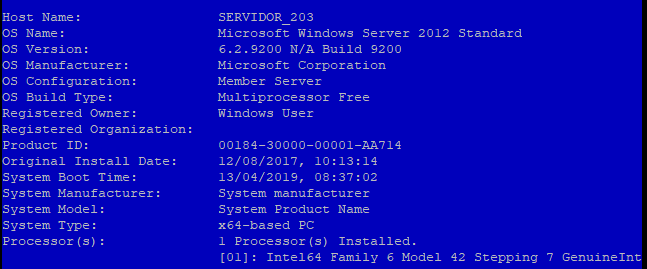 Host Name: SERVIDOR_203
OS Name: Microsoft Windows Server 2012 Standard
OS Version: 6.2.9200 N/A Build 9200
OS Manufacturer: Microsoft Corporation
OS Configuration: Member Server
OS Build Type: Multiprocessor Free
Registered Owner: Windows User
Registered Organization:
Product ID: 00184-30000-00001-AA714
Original Install Date: 12/08/2017, 10:13:14
System Boot Time: 13/04/2019, 08:37:02
System Manufacturer: System manufacturer
System Model: System Product Name
System Type: x64-based PC
Processor(s): 1 Processor(s) Installed.
[01]: Intel64 Family 6 Model 42 Stepping 7 GenuineInt